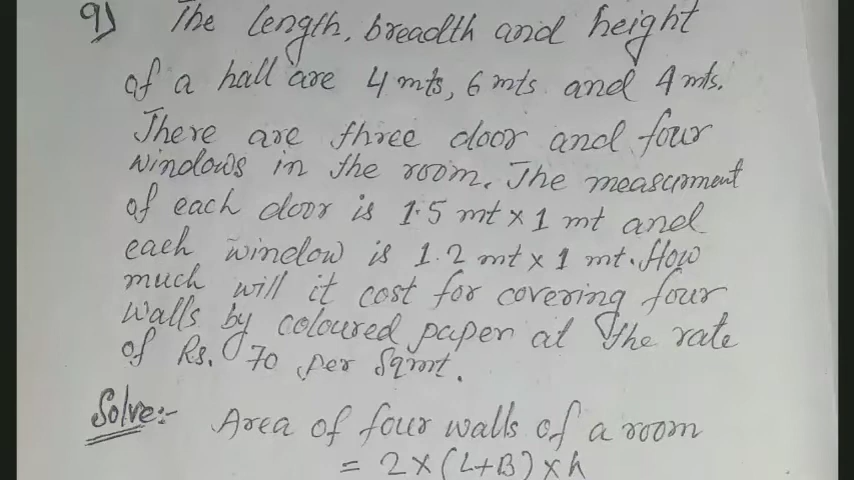 9) The length, breadth and height
of a hall are 4 mts, 6 mts and 4 mts.
There are three door and four
windows in the room. The measurment
of each door is 1.5 mt x 1 mt and
each window is 1.2 mt x 1 mt. How
much will it cost for covering four
walls by coloured paper at the rate
of Rs. 70 per Sqmt.
Solve:- Area of four walls of a room
= 2 x (L+B) x h